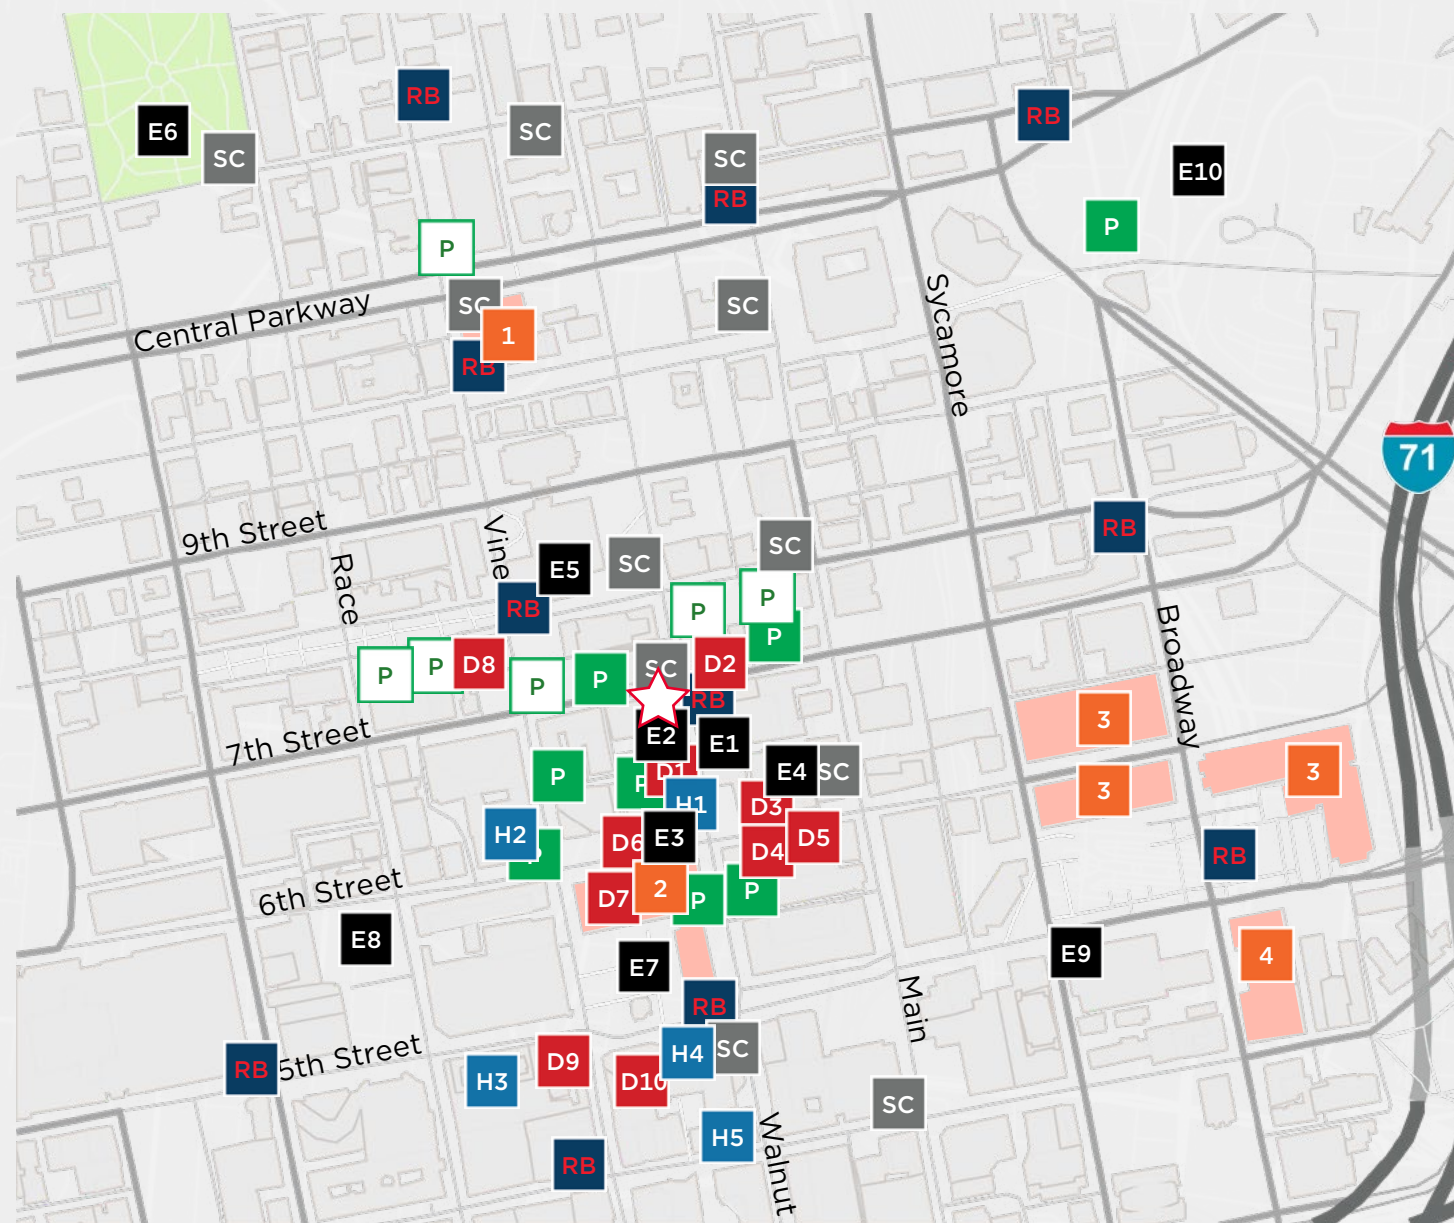 RB
RB
E6
SC
SC
SC
E10
RB
P
P
SC
SC
1
RB
Central Parkway
Sycamore
71
9th Street
Vine
Race
E5
SC
SC
RB
RB
P
P
P
Broadway
P
P
D8
P
P
SC
D2
RB
7th Street
E2
E1
3
P
P
D1
E4
SC
3
3
H1
D3
H2
P
D6
E3
D4
D5
RB
6th Street
D7
2
P
P
E8
E7
E9
4
RB
Main
5th Street
RB
H3
D9
D10
H4
SC
SC
Walnut
H5
RB